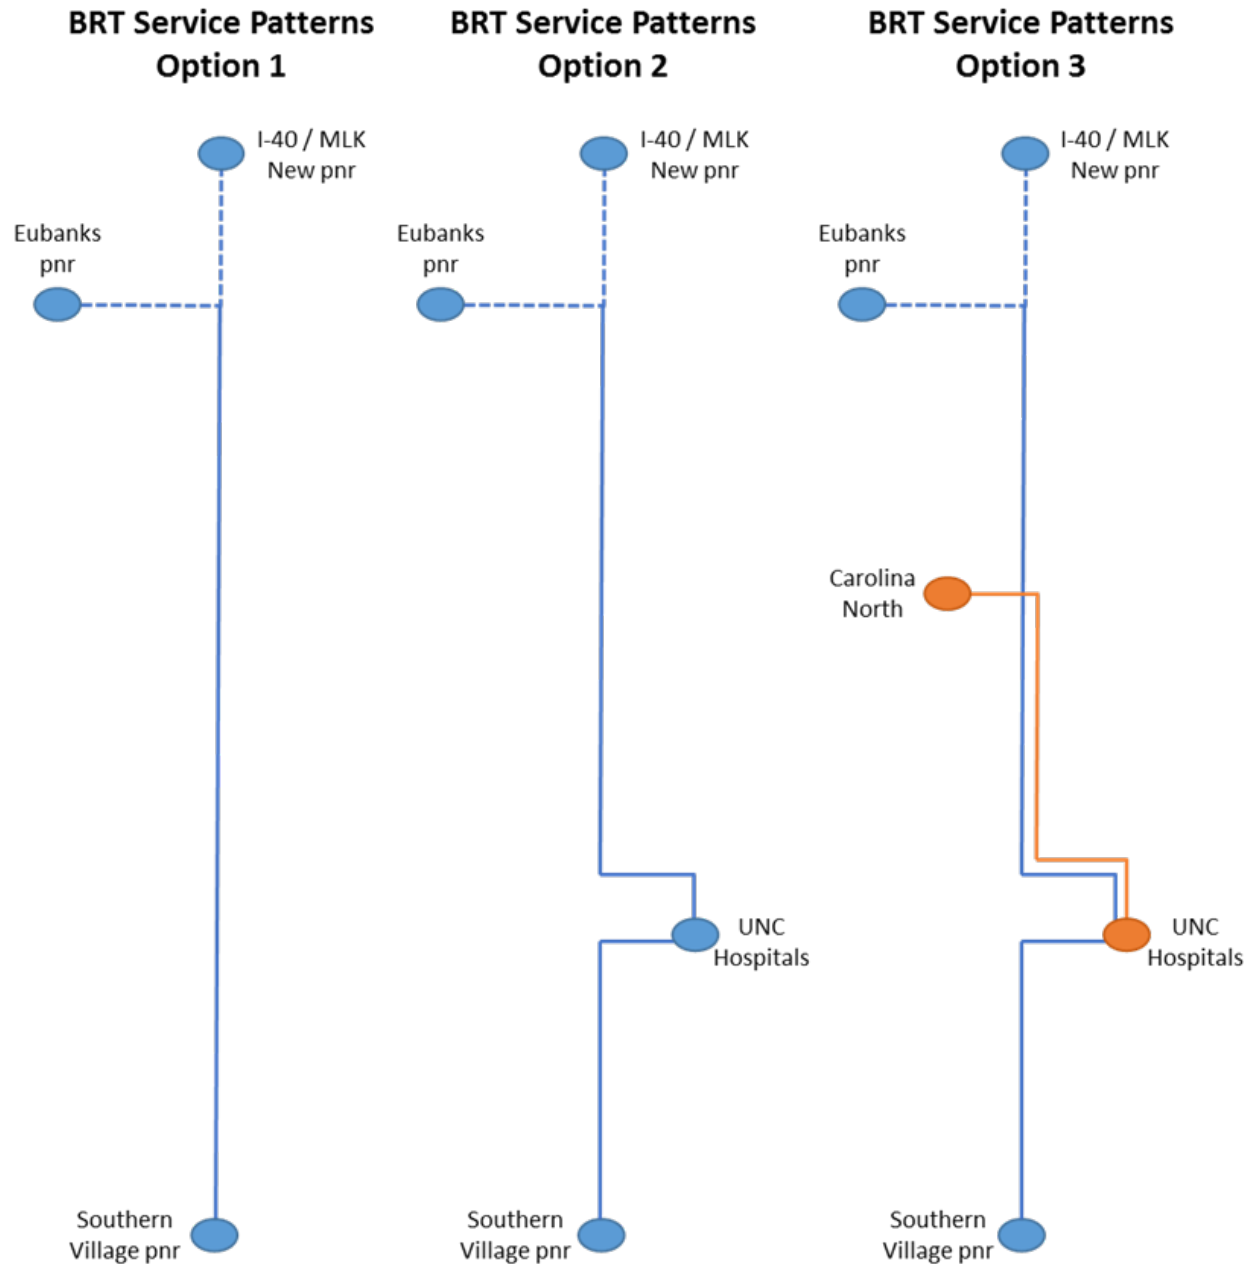 BRT Service Patterns
Option 1
I-40 / MLK
New pnr
Eubanks
pnr
Southern
Village pnr
BRT Service Patterns
Option 2
I-40 / MLK
New pnr
Eubanks
pnr
UNC
Hospitals
Southern
Village pnr
BRT Service Patterns
Option 3
I-40 / MLK
New pnr
Eubanks
pnr
Carolina
North
UNC
Hospitals
Southern
Village pnr